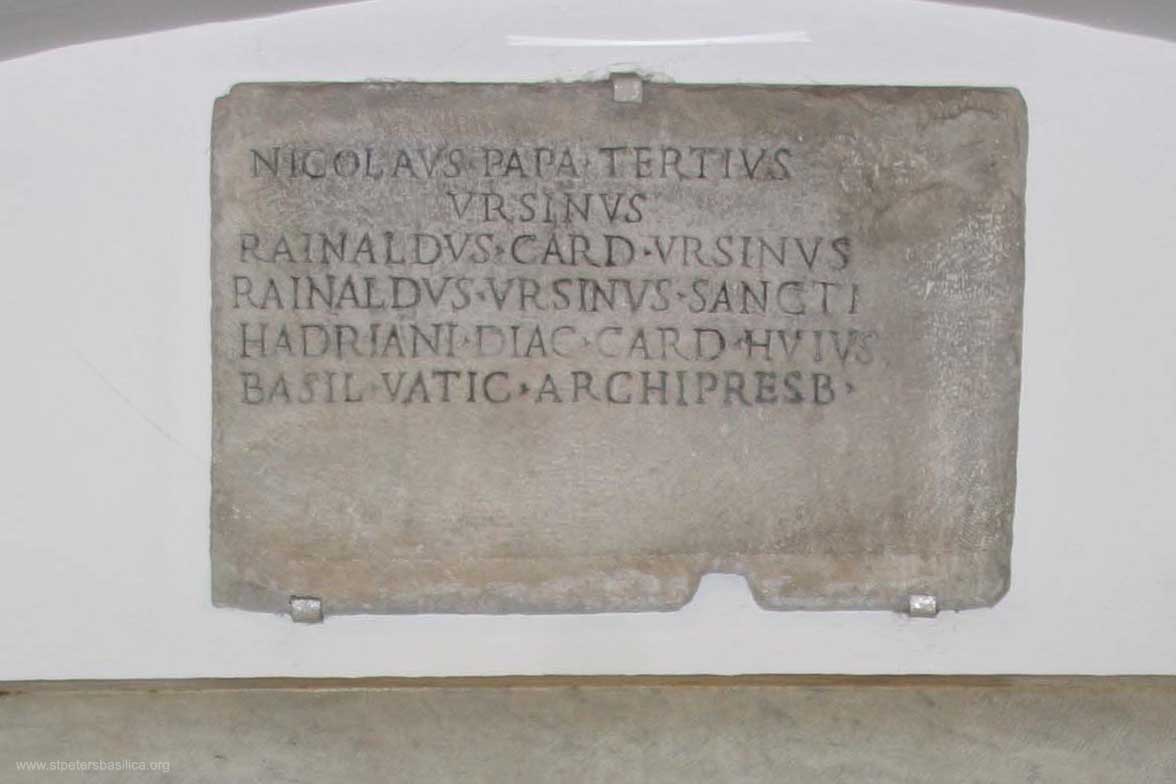 NICOLAVS·PAPA·TERTIVS
VRSINVS
RAINALDVS·CARD·VRSINVS
RAINALDVS·VRSINVS·SANCTI
HADRIANI·DIAC·CARD·HVIVS
BASIL·VATIC·ARCHIPRESB·
www.stpetersbasilica.org